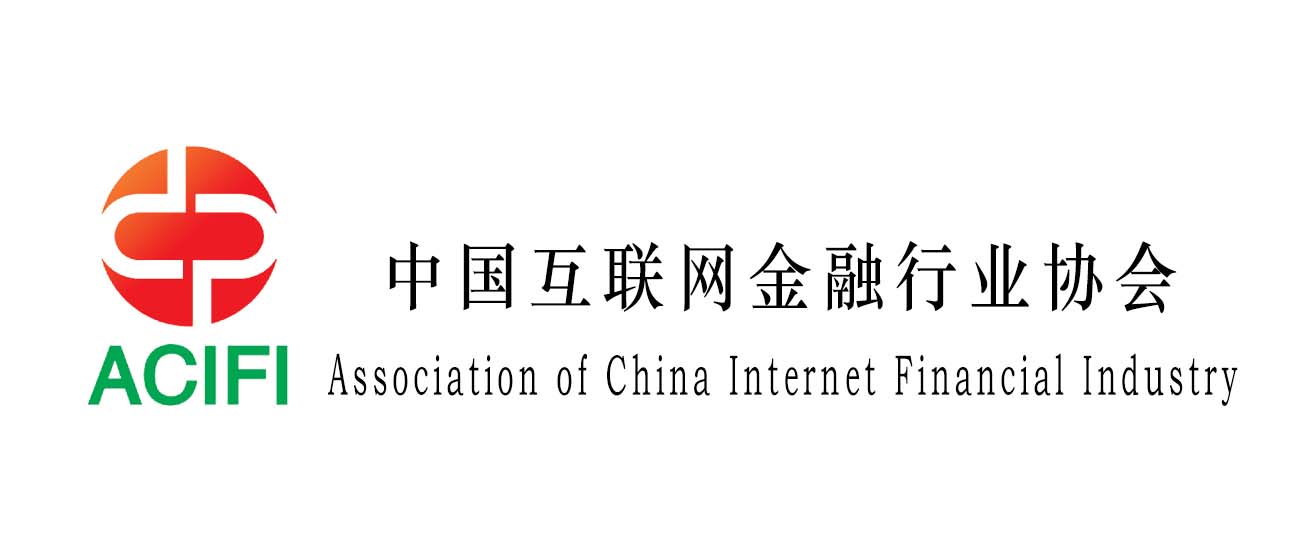 中国互联网金融行业协会
ACIFI
Association of China Internet Financial Industry